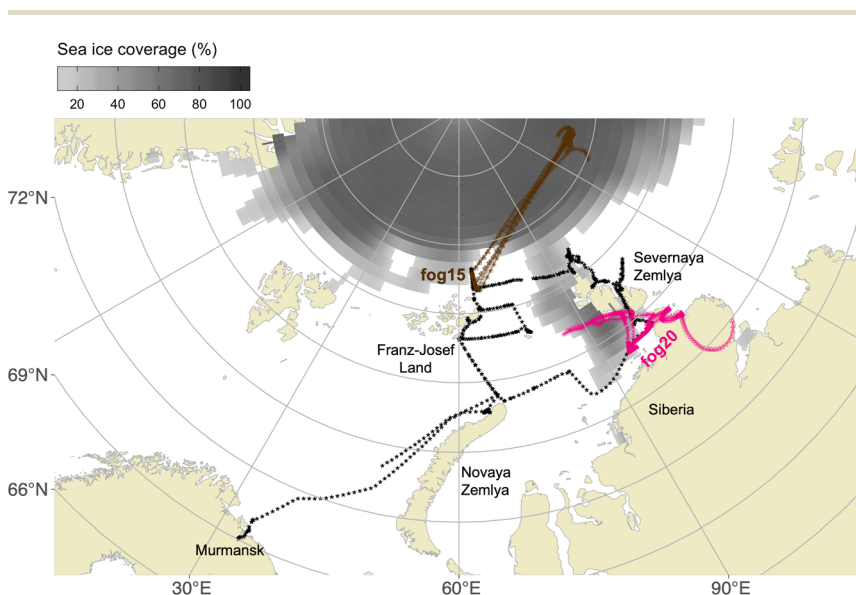 Sea ice coverage (%)
20 40 60 80 100
72°N
Severnaya
Zemlya
fog15
fog20
Franz-Josef
Land
69°N
Siberia
Novaya
Zemlya
66°N
Murmansk
30°E 60°E 90°E